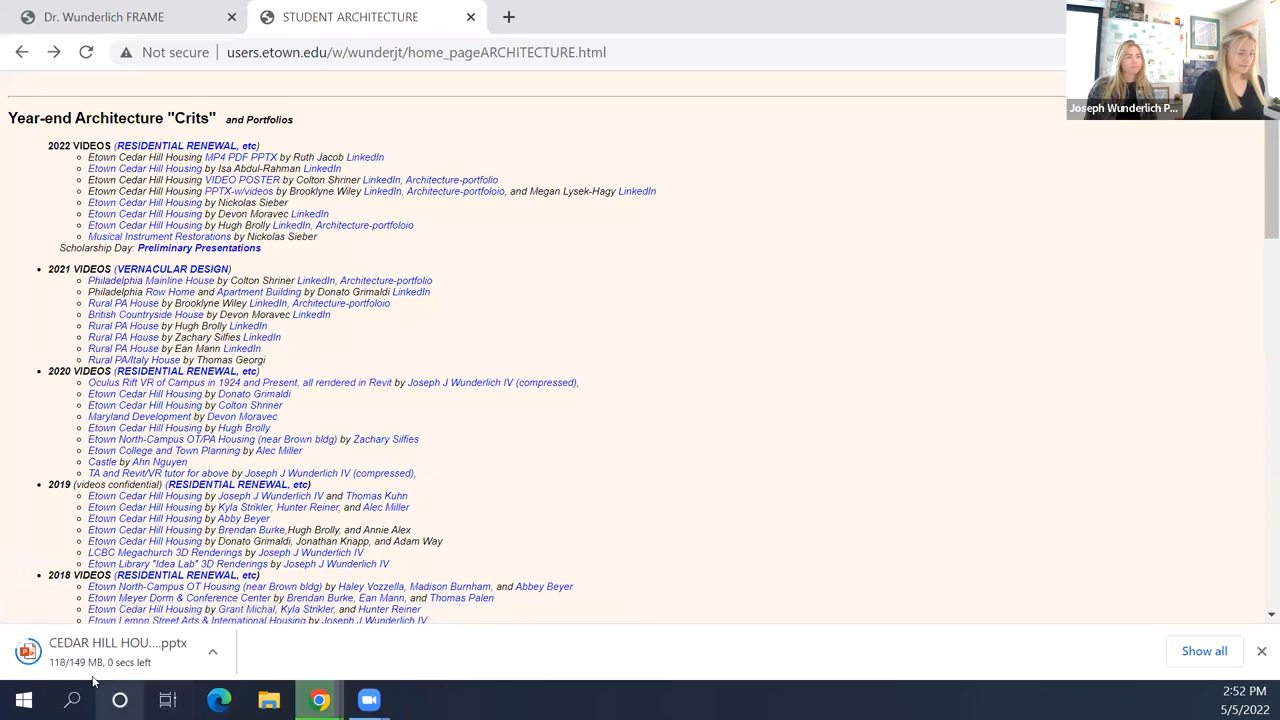 Dr. Wunderlich FRAME
STUDENT ARCHITECTURE
Not secure
users.etown.edu/w/wunderjt/home_pageARCHITECTURE.html
Joseph Wunderlich P...
Year-end Architecture "Crits" and Portfolios
2022 VIDEOS (RESIDENTIAL RENEWAL, etc)
Etown Cedar Hill Housing MP4 PDF PPTX by Ruth Jacob LinkedIn
Etown Cedar Hill Housing by Isa Abdul-Rahman LinkedIn
Etown Cedar Hill Housing VIDEO POSTER by Colton Shriner LinkedIn, Architecture-portfolio
Etown Cedar Hill Housing PPTX-w/videos by Brooklyne Wiley LinkedIn, Architecture-portfoloio, and Megan Lysek-Hagy LinkedIn
Etown Cedar Hill Housing by Nickolas Sieber
Etown Cedar Hill Housing by Devon Moravec LinkedIn
Etown Cedar Hill Housing by Hugh Brolly LinkedIn, Architecture-portfoloio
Musical Instrument Restorations by Nickolas Sieber
Scholarship Day: Preliminary Presentations
2021 VIDEOS (VERNACULAR DESIGN)
Philadelphia Mainline House by Colton Shriner LinkedIn, Architecture-portfolio
Philadelphia Row Home and Apartment Building by Donato Grimaldi LinkedIn
Rural PA House by Brooklyne Wiley LinkedIn, Architecture-portfoloio
British Countryside House by Devon Moravec LinkedIn
Rural PA House by Hugh Brolly LinkedIn
Rural PA House by Zachary Silfies LinkedIn
Rural PA House by Ean Mann LinkedIn
Rural PA/Italy House by Thomas Georgi
2020 VIDEOS (RESIDENTIAL RENEWAL, etc)
Oculus Rift VR of Campus in 1924 and Present, all rendered in Revit by Joseph J Wunderlich IV (compressed),
Etown Cedar Hill Housing by Donato Grimaldi
Etown Cedar Hill Housing by Colton Shriner
Maryland Development by Devon Moravec
Etown Cedar Hill Housing by Hugh Brolly
Etown North-Campus OT/PA Housing (near Brown bldg) by Zachary Silfies
Etown College and Town Planning by Alec Miller
Castle by Ahn Nguyen
TA and Revit/VR tutor for above by Joseph J Wunderlich IV (compressed),
2019 (videos confidential) (RESIDENTIAL RENEWAL, etc)
Etown Cedar Hill Housing by Joseph J Wunderlich IV and Thomas Kuhn
Etown Cedar Hill Housing by Kyla Strikler, Hunter Reiner, and Alec Miller
Etown Cedar Hill Housing by Abby Beyer
Etown Cedar Hill Housing by Brendan Burke,Hugh Brolly, and Annie Alex
Etown Cedar Hill Housing by Donato Grimaldi, Jonathan Knapp, and Adam Way
LCBC Megachurch 3D Renderings by Joseph J Wunderlich IV
Etown Library "Idea Lab" 3D Renderings by Joseph J Wunderlich IV
2018 VIDEOS (RESIDENTIAL RENEWAL, etc)
Etown North-Campus OT Housing (near Brown bldg) by Haley Vozzella, Madison Burnham, and Abbey Beyer
Etown Meyer Dorm & Conference Center by Brendan Burke, Ean Mann, and Thomas Palen
Etown Cedar Hill Housing by Grant Michal, Kyla Strikler, and Hunter Reiner
Etown Lemon Street Arts & International Housing by Joseph J Wunderlich IV
CEDAR HILL HOU....pptx
118/149 MB, 0 secs left
Show all
2:52 PM
5/5/2022